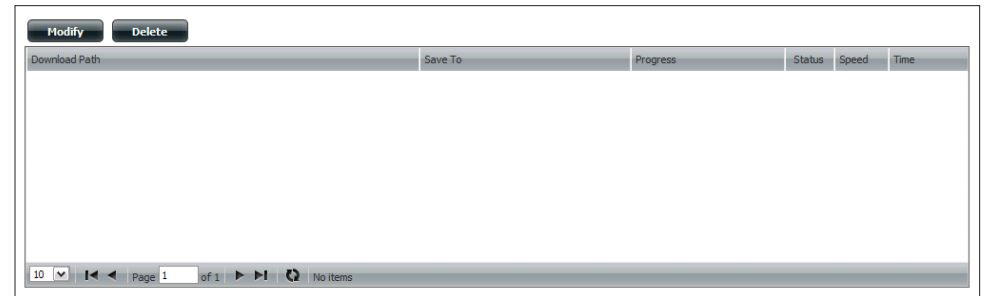 Modify Delete
Download Path Save To Progress Status Speed Time
10 Page 1 of 1 No items